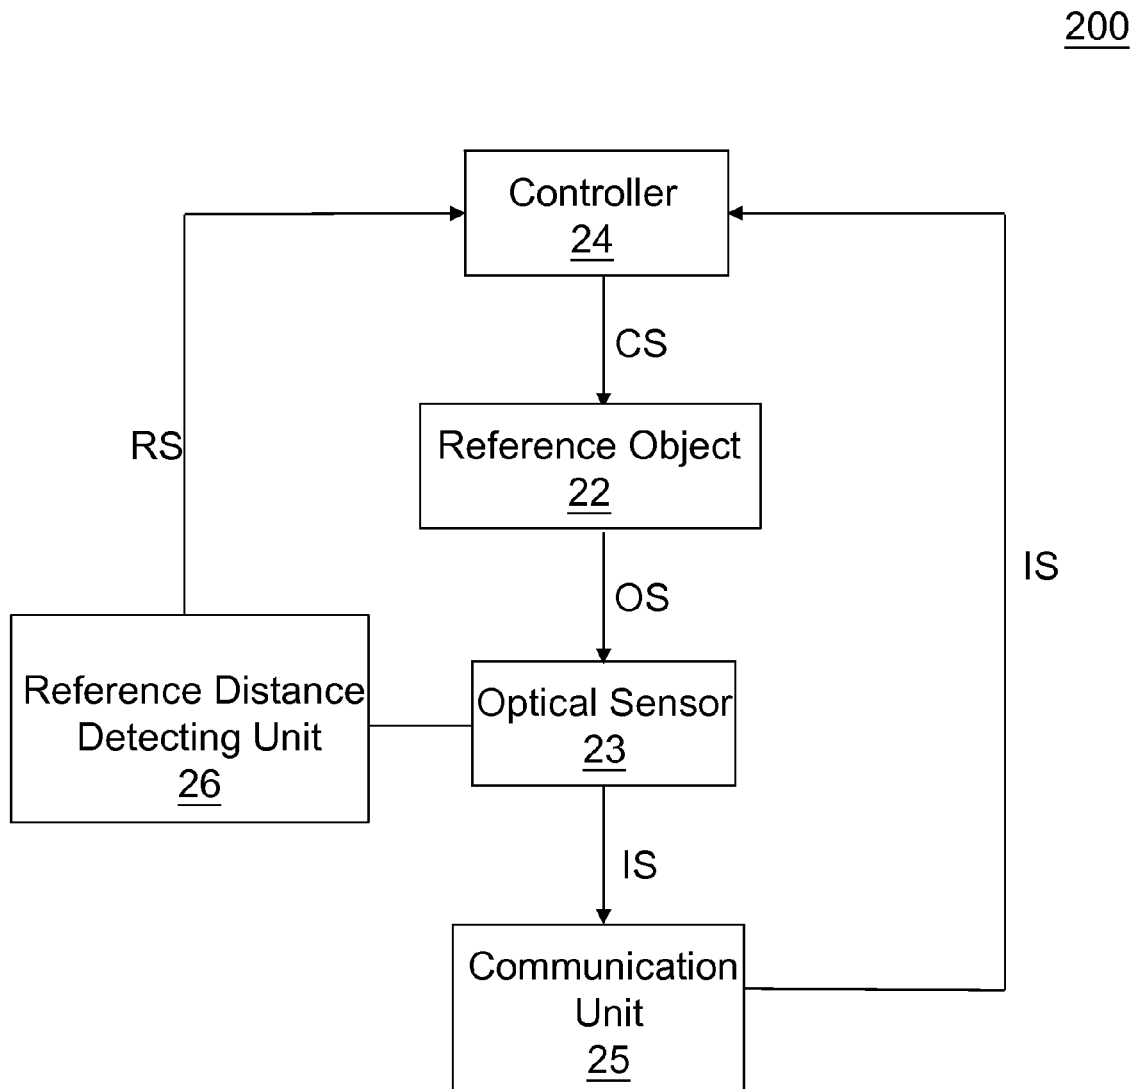 200
Controller
24
CS
Reference Object
22
RS
OS
IS
Reference Distance
Detecting Unit
26
Optical Sensor
23
IS
Communication
Unit
25